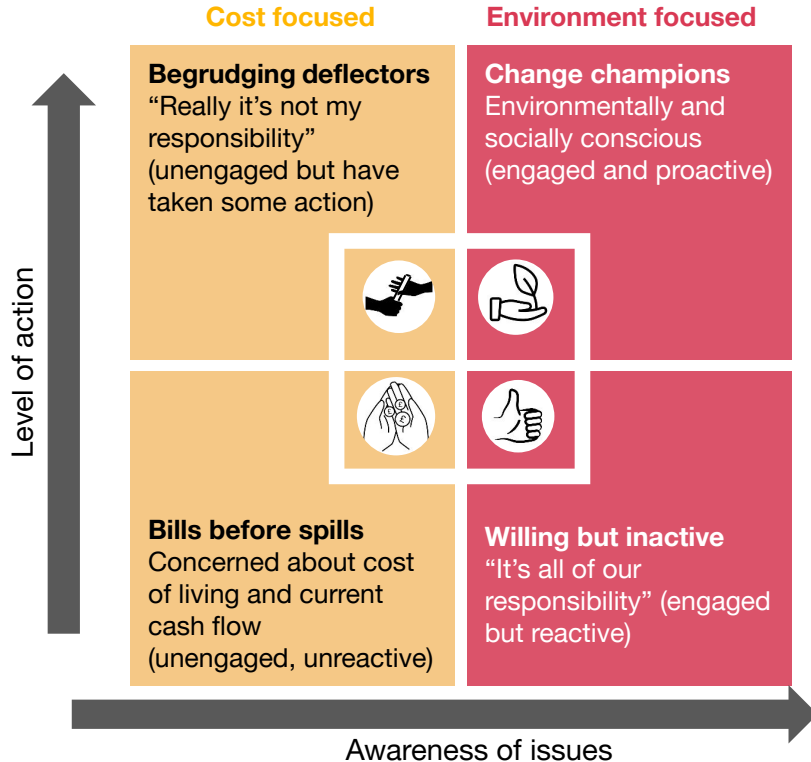 Cost focused
Environment focused
Begrudging deflectors
“Really it’s not my
responsibility”
(unengaged but have
taken some action)
Change champions
Environmentally and
socially conscious
(engaged and proactive)
Level of action
£
£
£
Bills before spills
Concerned about cost
of living and current
cash flow
(unengaged, unreactive)
Willing but inactive
“It’s all of our
responsibility” (engaged
but reactive)
Awareness of issues